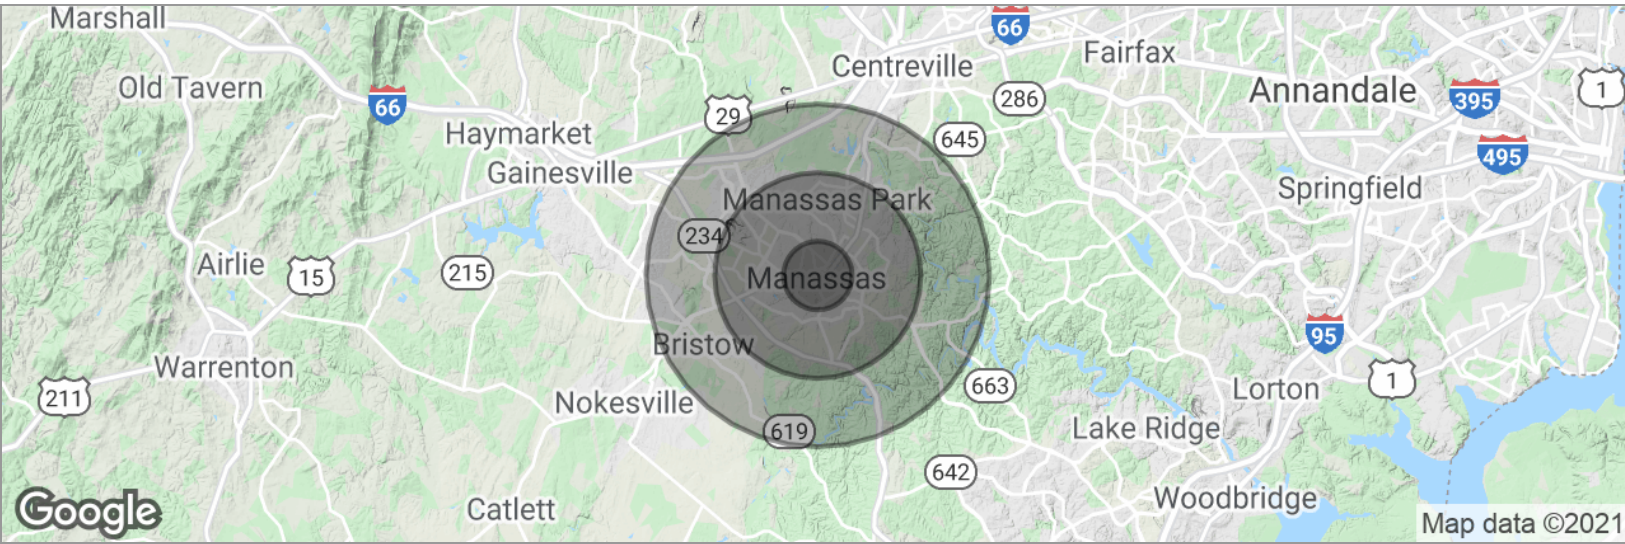 Marshall
66
Centreville
Fairfax
Old Tavern
66
29
286
Annandale
395
1
Haymarket
645
495
Gainesville
Springfield
Manassas Park
234
Airlie
15
215
Manassas
95
Bristow
Warrenton
211
Nokesville
663
Lorton
1
619
Lake Ridge
642
Woodbridge
Catlett
Google
Map data ©2021